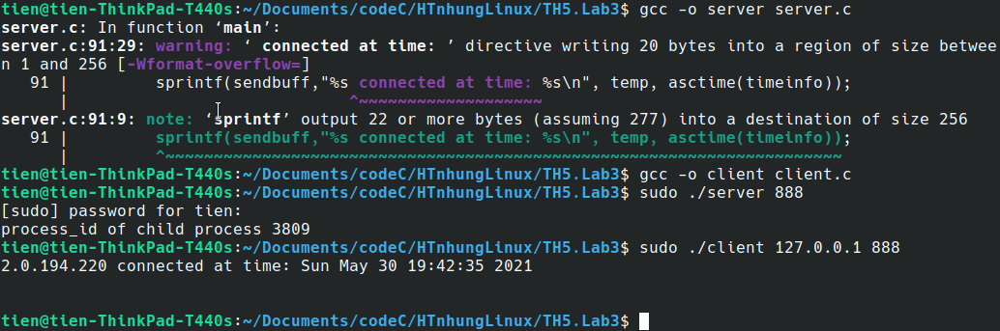 tien@tien-ThinkPad-T440s:~/Documents/codeC/HTnhungLinux/TH5.Lab3$ gcc -o server server.c
server.c: In function ‘main’:
server.c:91:29: warning: ‘ connected at time: ’ directive writing 20 bytes into a region of size betwee
n 1 and 256 [-Wformat-overflow=]
   91 |         sprintf(sendbuff,"%s connected at time: %s\n", temp, asctime(timeinfo));
      |                             ^~~~~~~~~~~~~~~~~~~~
server.c:91:9: note: ‘sprintf’ output 22 or more bytes (assuming 277) into a destination of size 256
   91 |         sprintf(sendbuff,"%s connected at time: %s\n", temp, asctime(timeinfo));
      |         ^~~~~~~~~~~~~~~~~~~~~~~~~~~~~~~~~~~~~~~~~~~~~~~~~~~~~~~~~~~~~~~~~~~~~~~
tien@tien-ThinkPad-T440s:~/Documents/codeC/HTnhungLinux/TH5.Lab3$ gcc -o client client.c
tien@tien-ThinkPad-T440s:~/Documents/codeC/HTnhungLinux/TH5.Lab3$ sudo ./server 888
[sudo] password for tien:
process_id of child process 3809
tien@tien-ThinkPad-T440s:~/Documents/codeC/HTnhungLinux/TH5.Lab3$ sudo ./client 127.0.0.1 888
2.0.194.220 connected at time: Sun May 30 19:42:35 2021
tien@tien-ThinkPad-T440s:~/Documents/codeC/HTnhungLinux/TH5.Lab3$